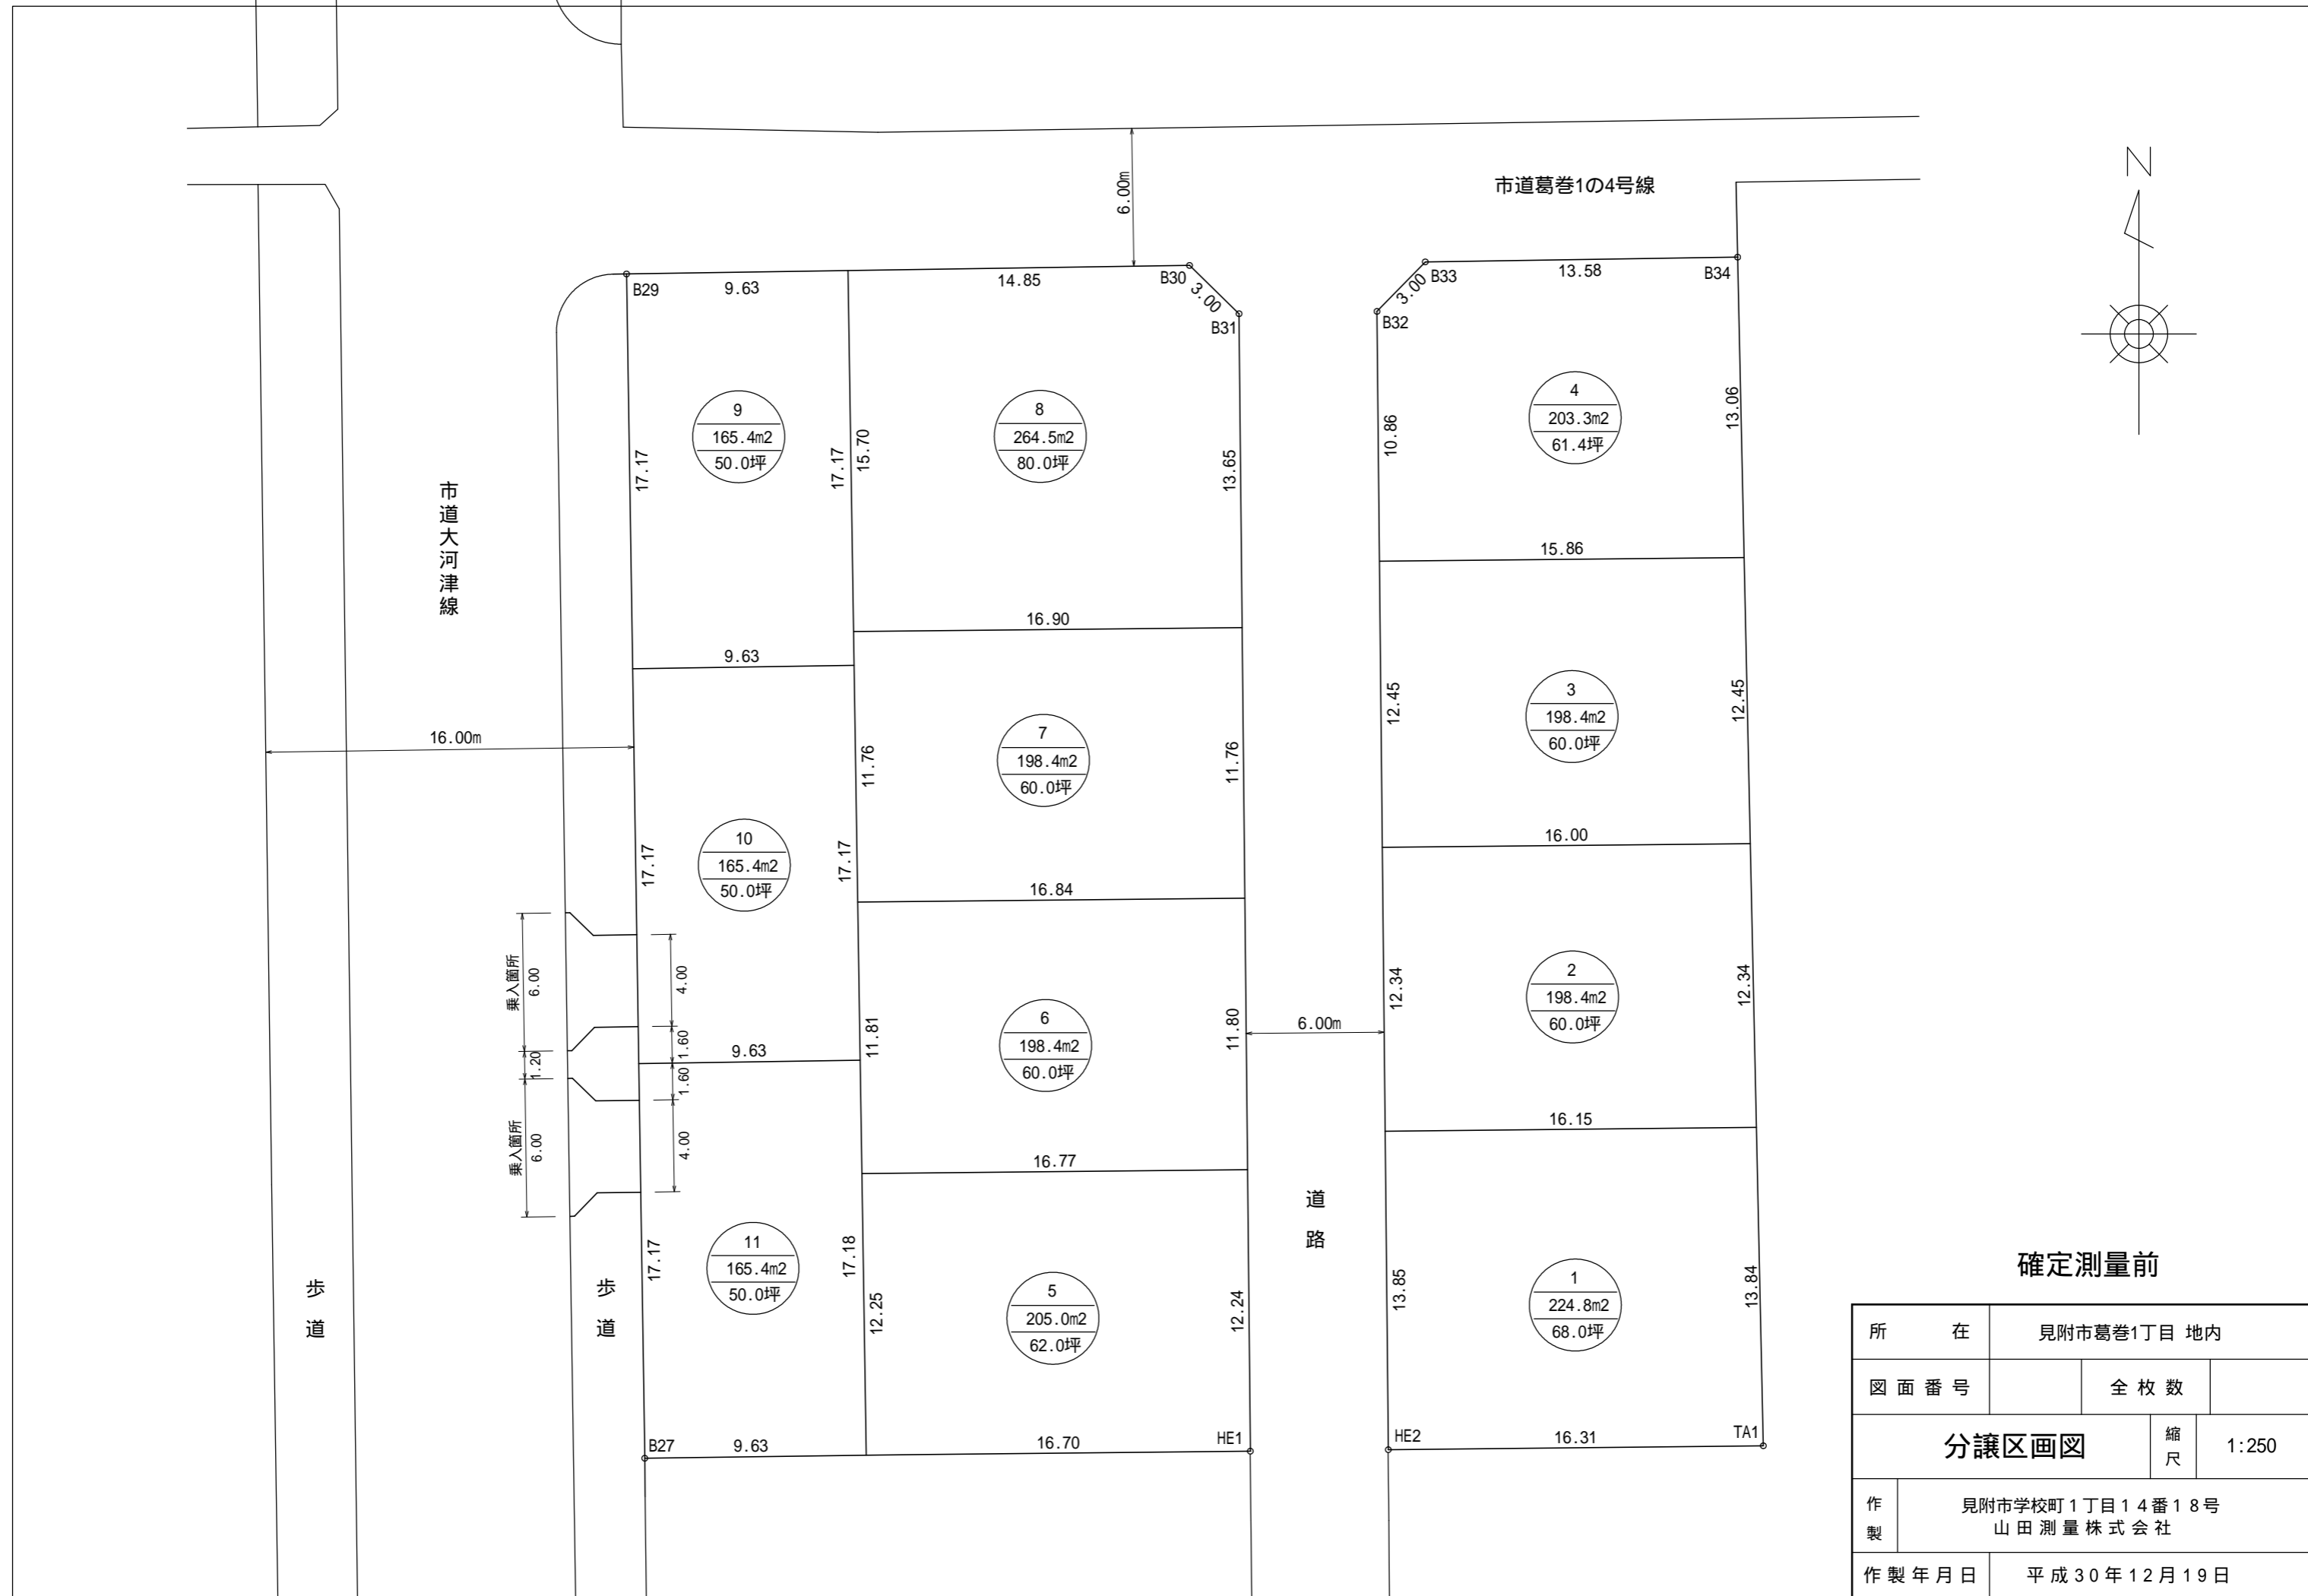 市道葛巻1の4号線
N
6.00m
B29
9.63
14.85
B30
3.00
B31
B33
3.00
B32
13.58
B34
9
165.4m2
50.0坪
17.17
17.17
15.70
8
264.5m2
80.0坪
13.65
10.86
4
203.3m2
61.4坪
13.06
市道大河津線
15.86
16.90
9.63
16.00m
11.76
7
198.4m2
60.0坪
11.76
12.45
3
198.4m2
60.0坪
12.45
16.00
17.17
10
165.4m2
50.0坪
17.17
16.84
乗入箇所
6.00
4.00
1.60
1.20
1.60
9.63
11.81
6
198.4m2
60.0坪
11.80
6.00m
12.34
2
198.4m2
60.0坪
12.34
16.15
乗入箇所
6.00
4.00
16.77
道路
歩道
歩道
17.17
11
165.4m2
50.0坪
17.18
12.25
5
205.0m2
62.0坪
12.24
13.85
1
224.8m2
68.0坪
13.84
B27
9.63
16.70
HE1
HE2
16.31
TA1
確定測量前
所在 見附市葛巻1丁目 地内
図面番号 全枚数
分譲区画図 縮尺 1:250
作製 見附市学校町1丁目14番18号
山田測量株式会社
作製年月日 平成30年12月19日